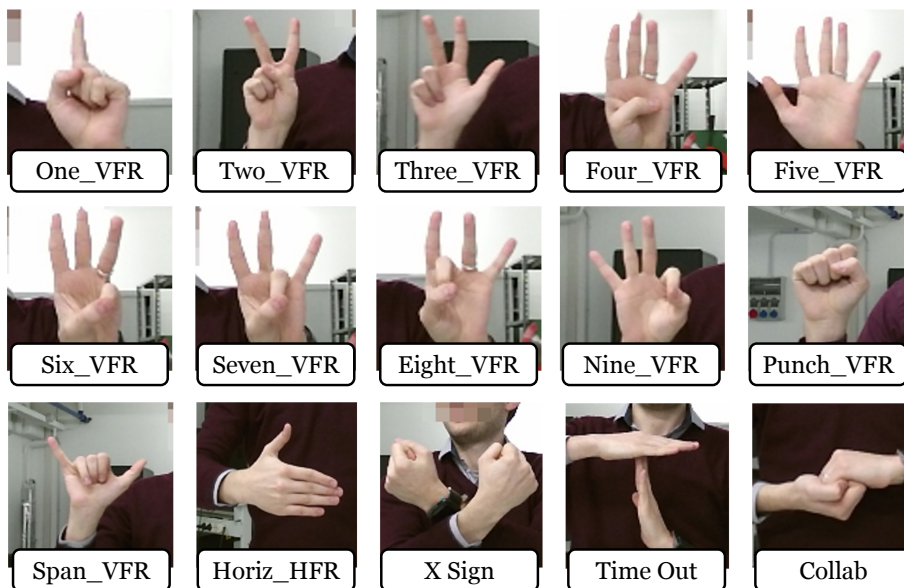 One_VFR
Two_VFR
Three_VFR
Four_VFR
Five_VFR
Six_VFR
Seven_VFR
Eight_VFR
Nine_VFR
Punch_VFR
Span_VFR
Horiz_HFR
X Sign
Time Out
Collab